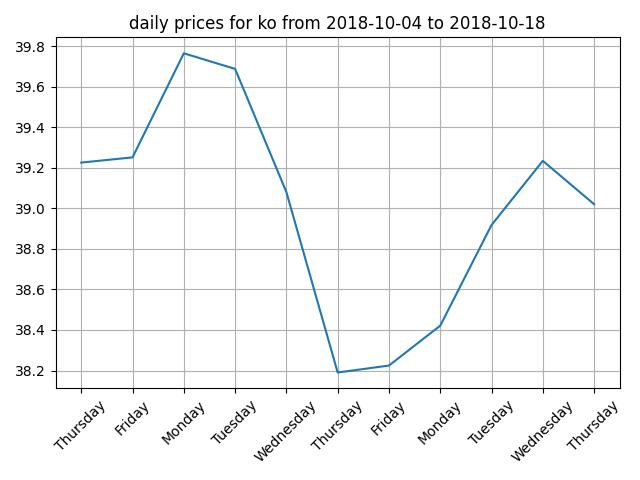 daily prices for ko from 2018-10-04 to 2018-10-18
39.8
39.6
39.4
39.2
39.0
38.8
38.6
38.4
38.2
Thursday
Friday
Monday
Tuesday
Wednesday
Thursday
Friday
Monday
Tuesday
Wednesday
Thursday